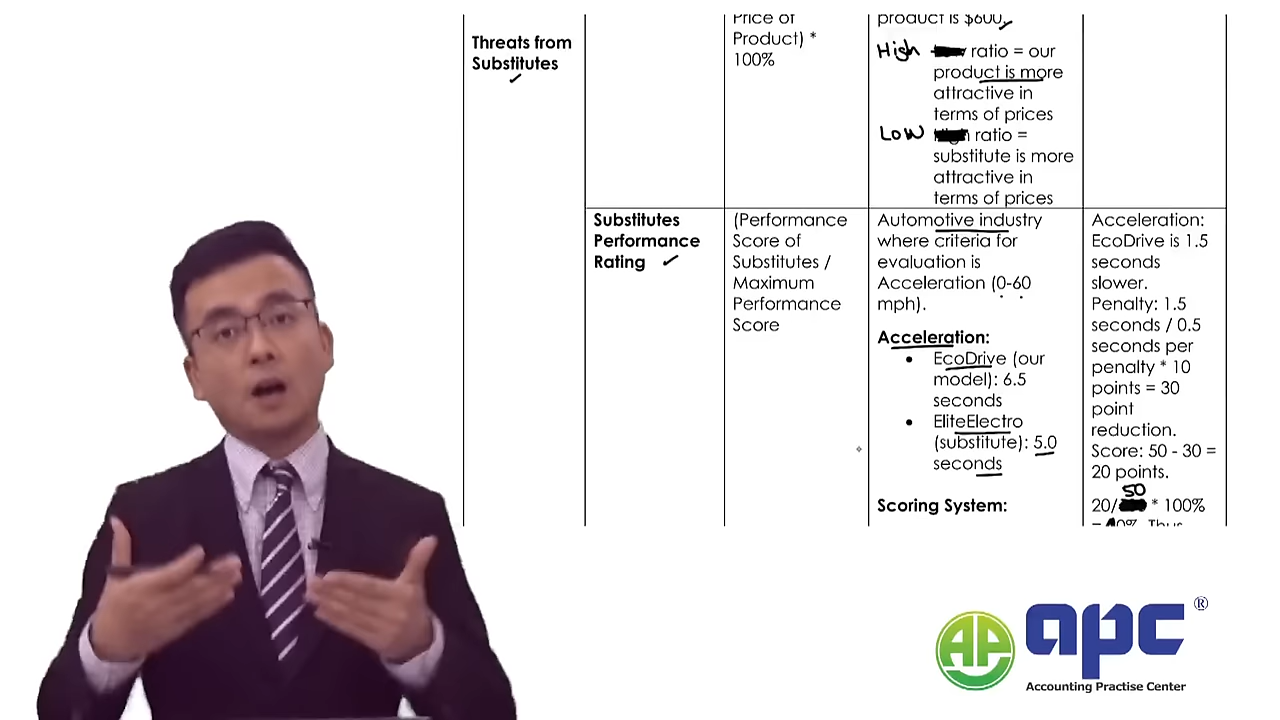 Threats from
Substitutes
Price of
Product) *
100%
product is $600
High ratio = our
product is more
attractive in
terms of prices
Low ratio =
substitute is more
attractive in
terms of prices
Substitutes
Performance
Rating
(Performance
Score of
Substitutes /
Maximum
Performance
Score
Automotive industry
where criteria for
evaluation is
Acceleration (0-60
mph).
Acceleration:
• EcoDrive (our
model): 6.5
seconds
• EliteElectro
(substitute): 5.0
seconds
Scoring System:
Acceleration:
EcoDrive is 1.5
seconds
slower.
Penalty: 1.5
seconds / 0.5
seconds per
penalty * 10
points = 30
point
reduction.
Score: 50 - 30 =
20 points.
50
20/ * 100%
Thus
AP
apc ®
Accounting Practise Center